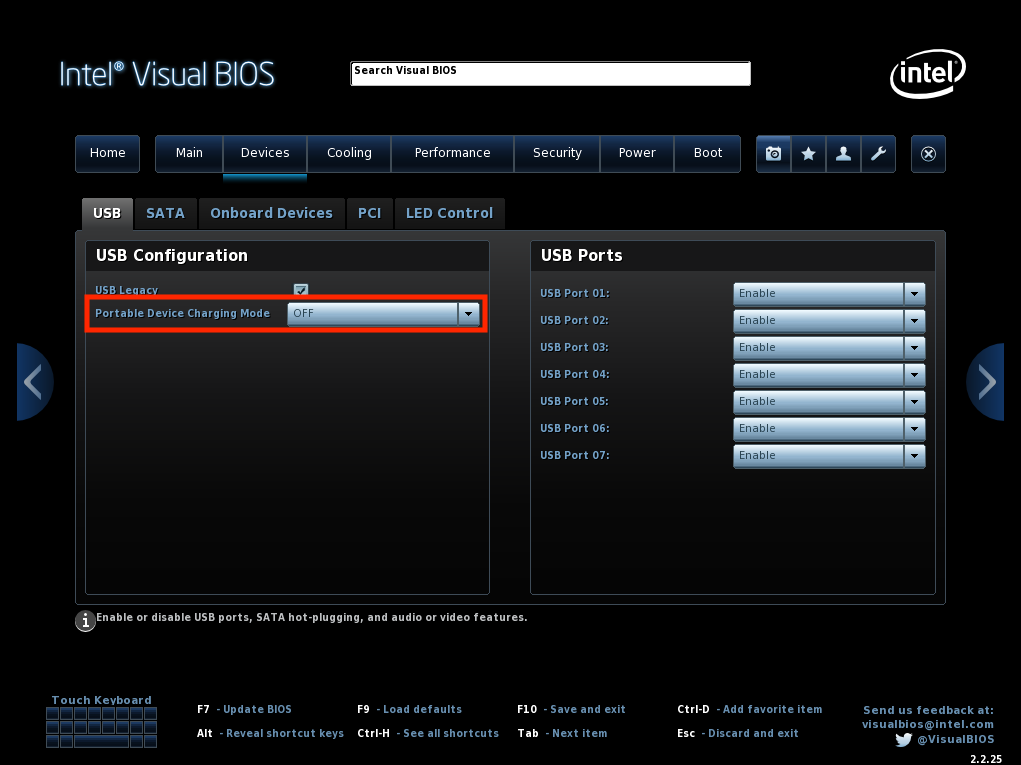 Intel® Visual BIOS
Search Visual BIOS
intel
Home Main Devices Cooling Performance Security Power Boot
USB SATA Onboard Devices PCI LED Control
USB Configuration
USB Legacy
Portable Device Charging Mode OFF
USB Ports
USB Port 01: Enable
USB Port 02: Enable
USB Port 03: Enable
USB Port 04: Enable
USB Port 05: Enable
USB Port 06: Enable
USB Port 07: Enable
Enable or disable USB ports, SATA hot-plugging, and audio or video features.
Touch Keyboard
F7 - Update BIOS F9 - Load defaults F10 - Save and exit Ctrl-D - Add favorite item
Alt - Reveal shortcut keys Ctrl-H - See all shortcuts Tab - Next item Esc - Discard and exit
Send us feedback at:
visualbios@intel.com
@VisualBIOS
2.2.25